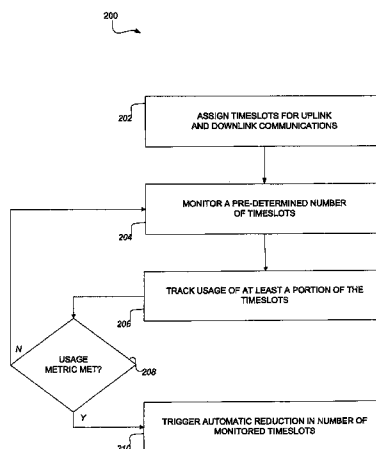 200
202
ASSIGN TIMESLOTS FOR UPLINK
AND DOWNLINK COMMUNICATIONS
MONITOR A PRE-DETERMINED NUMBER
OF TIMESLOTS
204
TRACK USAGE OF AT LEAST A PORTION OF THE
TIMESLOTS
206
N
USAGE
METRIC MET?
208
Y
TRIGGER AUTOMATIC REDUCTION IN NUMBER OF
MONITORED TIMESLOTS
210